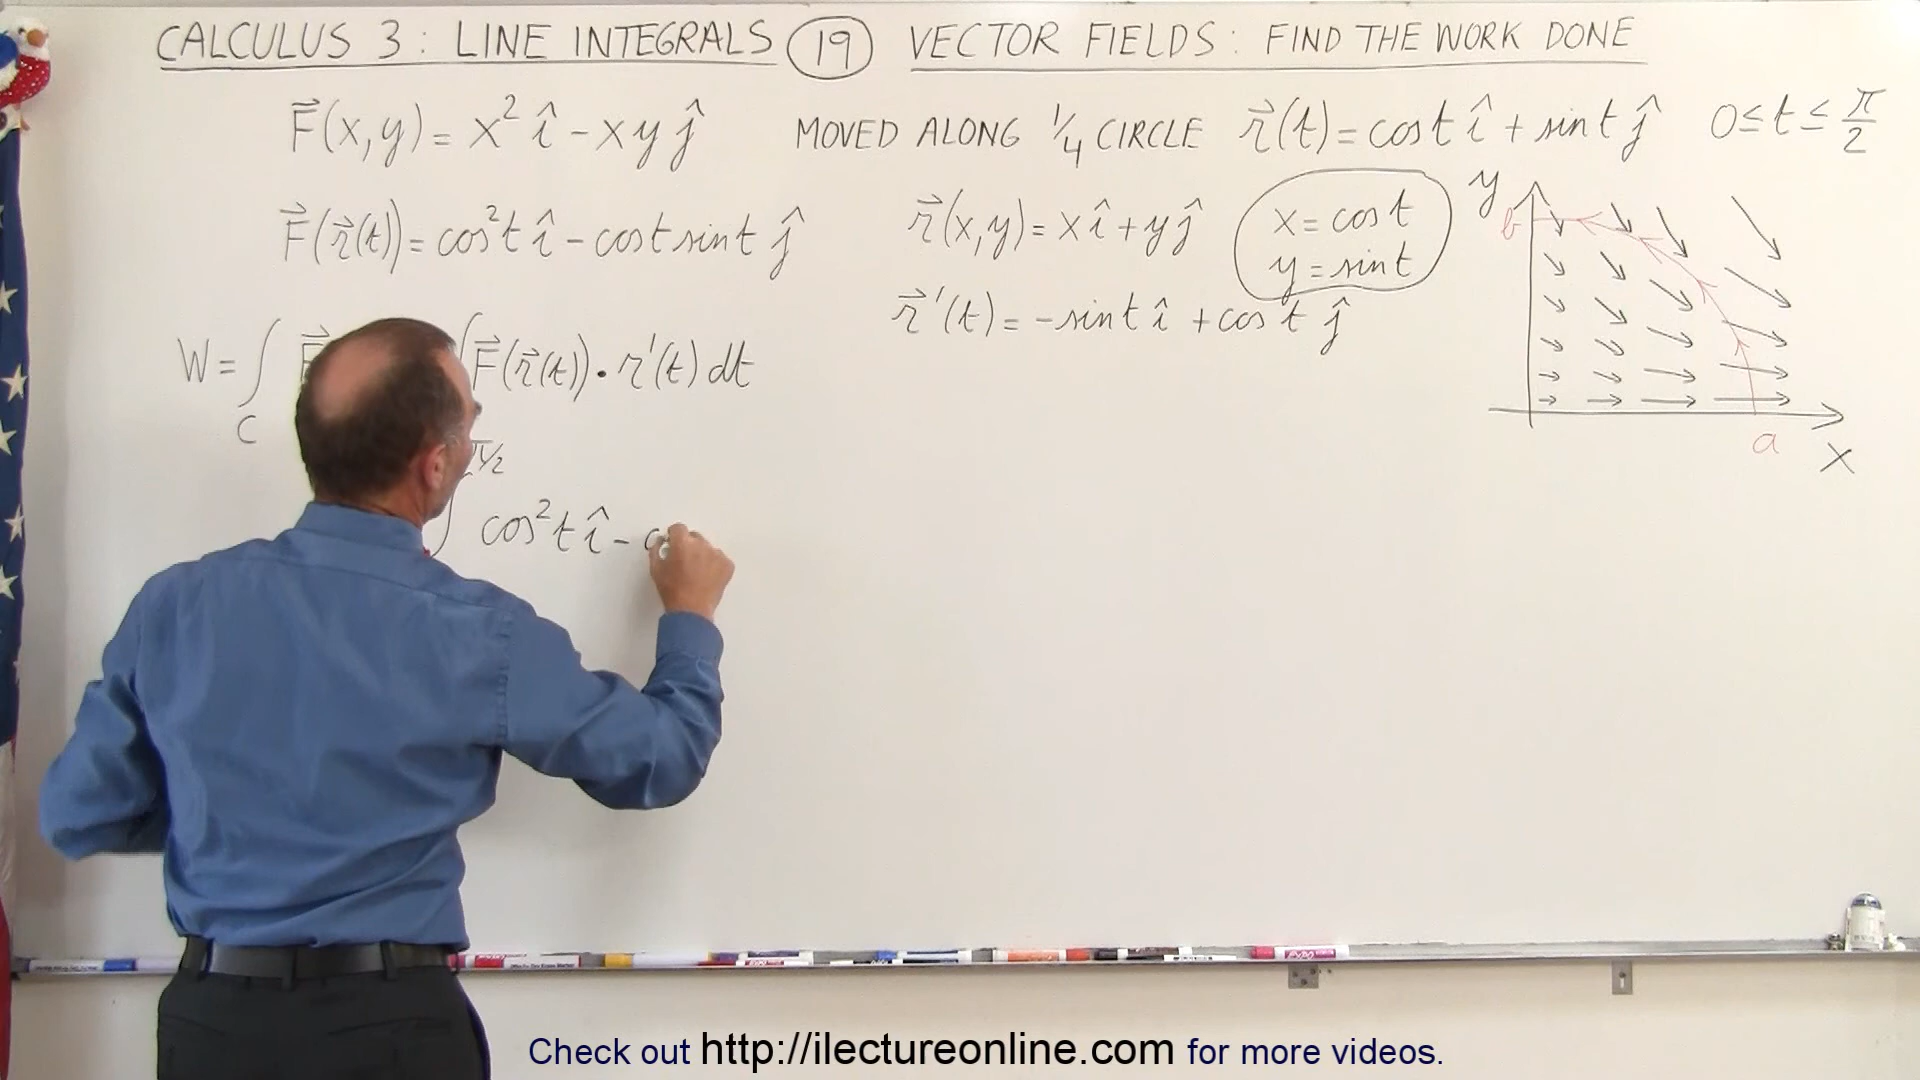 CALCULUS 3: LINE INTEGRALS (19) VECTOR FIELDS: FIND THE WORK DONE
F⃗(x,y) = x² î - xy ĵ MOVED ALONG 1/4 CIRCLE r⃗(t) = cos t î + sin t ĵ 0 ≤ t ≤ π/2
F⃗(r⃗(t)) = cos²t î - cos t sin t ĵ r⃗(x,y) = x î + y ĵ x = cos t
y = sin t
r⃗'(t) = -sin t î + cos t ĵ
y
b
a
x
W = ∫ F⃗ ∫ F⃗(r⃗(t)) • r'(t) dt
C
π/2
∫ cos²t î - c
Check out http://ilectureonline.com for more videos.